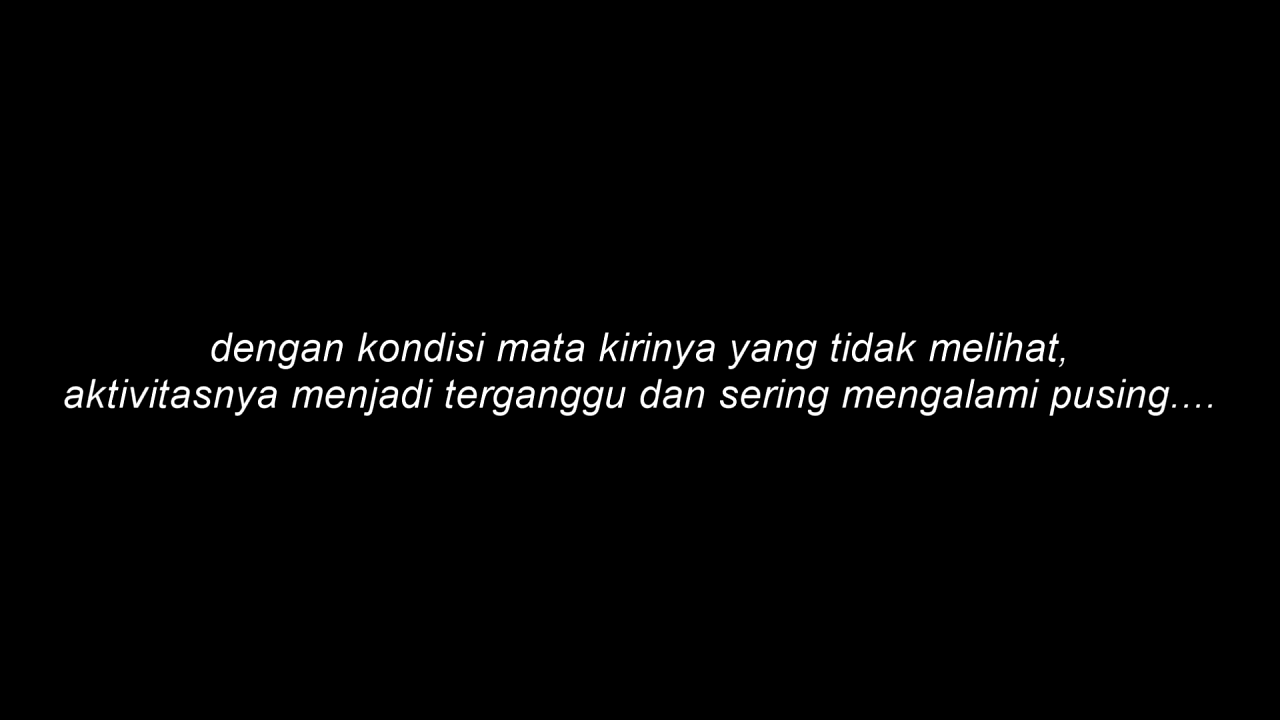 dengan kondisi mata kirinya yang tidak melihat,
aktivitasnya menjadi terganggu dan sering mengalami pusing....